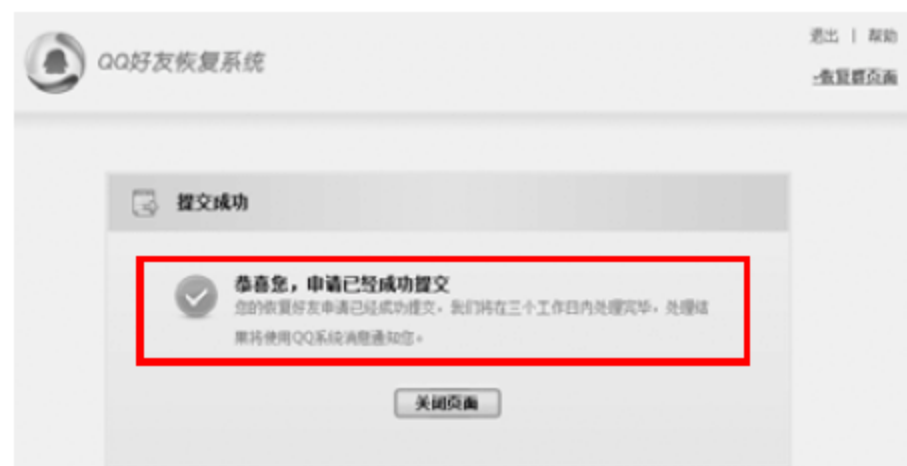 QQ好友恢复系统
退出 | 帮助
-恢复群页面
提交成功
恭喜您，申请已经成功提交
您的恢复好友申请已经成功提交，我们将在三个工作日内处理完毕，处理结
果将使用QQ系统消息通知您。
关闭页面